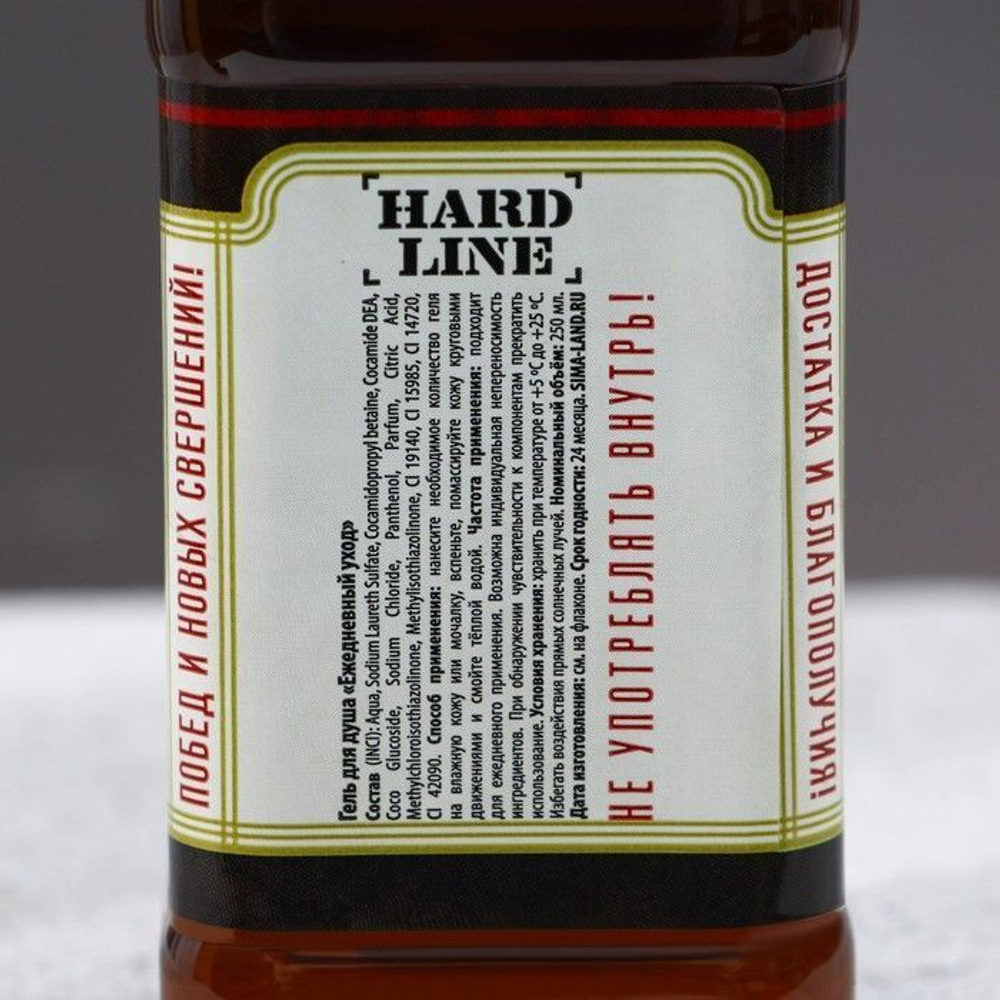 HARD
LINE
ПОБЕД И НОВЫХ СВЕРШЕНИЙ!
Гель для душа «Ежедневный уход»
Состав (INCI): Aqua, Sodium Laureth Sulfate, Cocamidopropyl betaine, Cocamide DEA,
Coco Glucoside, Sodium Chloride, Panthenol, Parfum, Citric Acid,
Methylchloroisothiazolinone, Methylisothiazolinone, CI 19140, CI 15985, CI 14720,
CI 42090. Способ применения: нанесите необходимое количество геля
на влажную кожу или мочалку, вспеньте, помассируйте кожу круговыми
движениями и смойте тёплой водой. Частота применения: подходит
для ежедневного применения. Возможна индивидуальная непереносимость
ингредиентов. При обнаружении чувствительности к компонентам прекратить
использование. Условия хранения: хранить при температуре от +5 ºC до +25 ºC.
Избегать воздействия прямых солнечных лучей. Номинальный объём: 250 мл.
Дата изготовления: см. на флаконе. Срок годности: 24 месяца. SIMA-LAND.RU
НЕ УПОТРЕБЛЯТЬ ВНУТРЬ!
ДОСТАТКА И БЛАГОПОЛУЧИЯ!